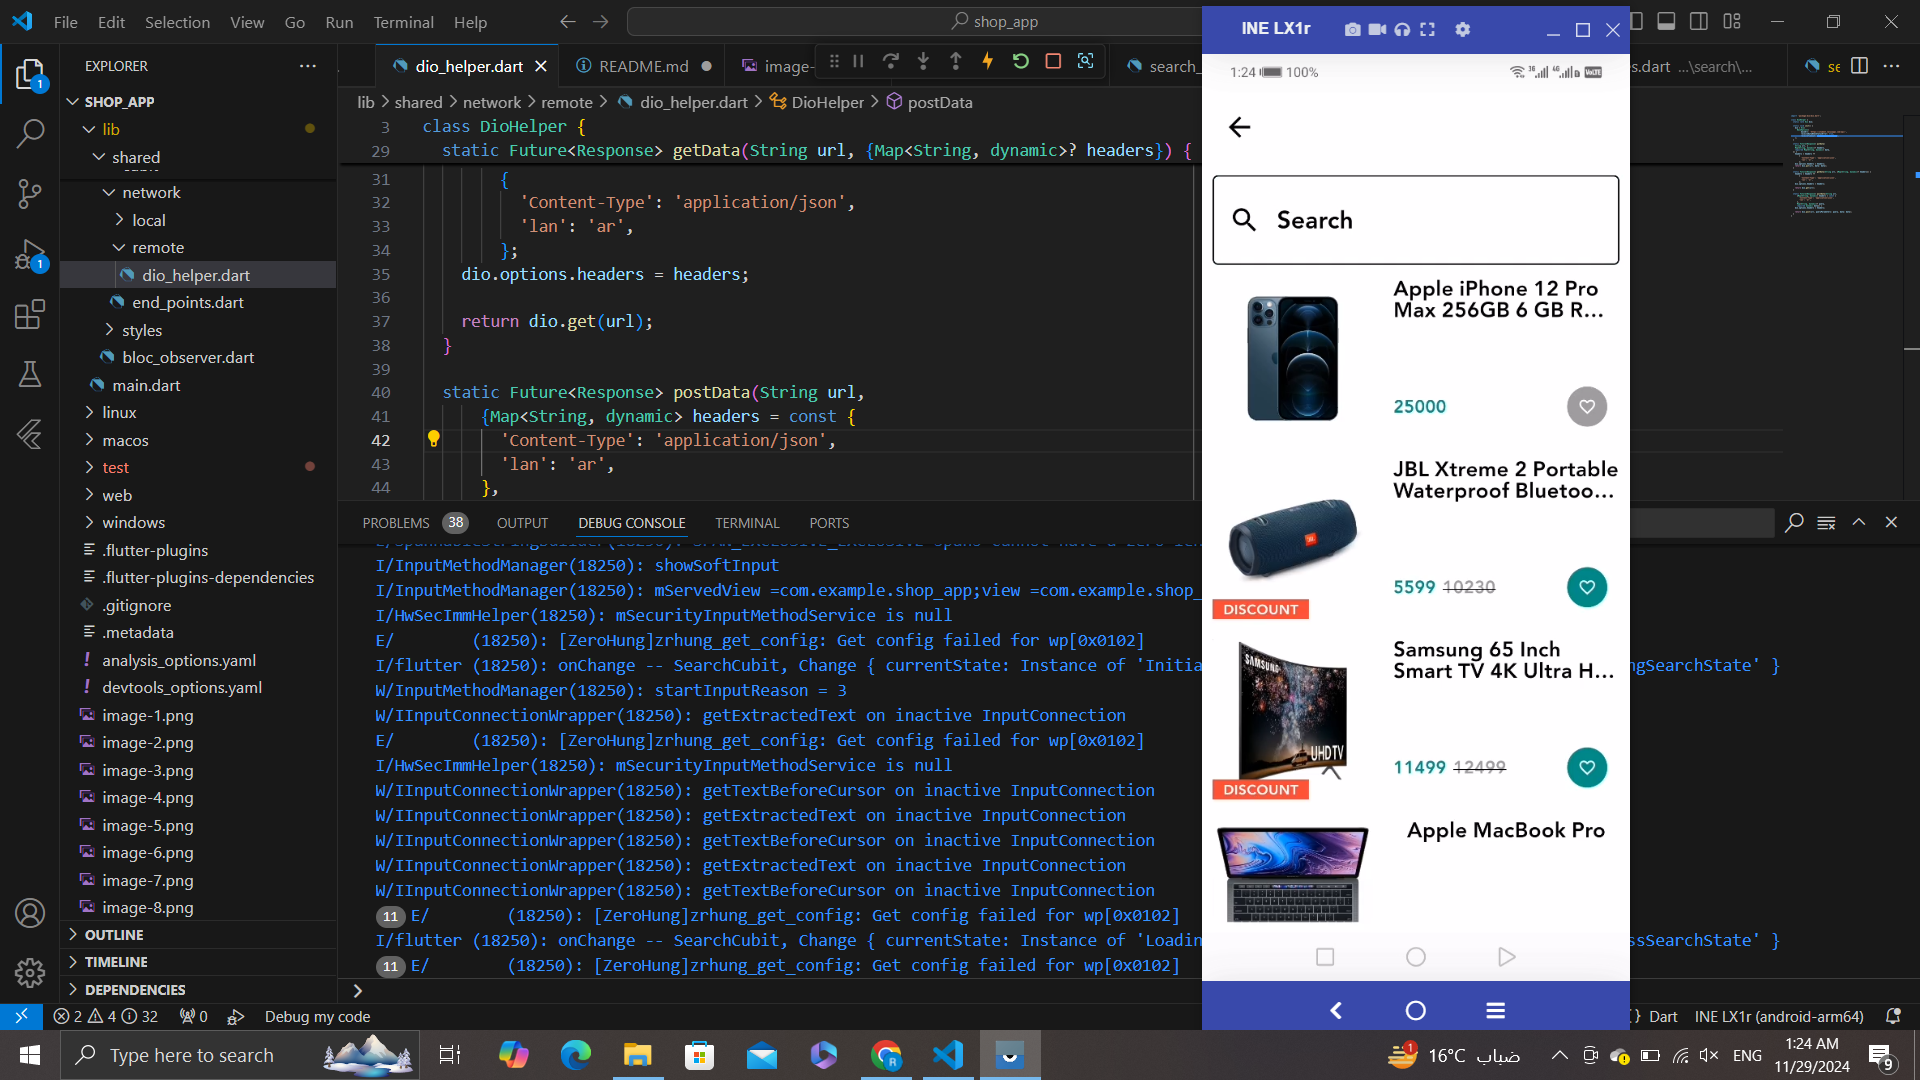 File Edit Selection View Go Run Terminal Help
shop_app
EXPLORER
SHOP_APP
lib
shared
network
local
remote
dio_helper.dart
end_points.dart
styles
bloc_observer.dart
main.dart
linux
macos
test
web
windows
.flutter-plugins
.flutter-plugins-dependencies
.gitignore
.metadata
analysis_options.yaml
devtools_options.yaml
image-1.png
image-2.png
image-3.png
image-4.png
image-5.png
image-6.png
image-7.png
image-8.png
OUTLINE
TIMELINE
DEPENDENCIES
1
1
dio_helper.dart README.md image- search_ s.dart ...\search\... se
lib > shared > network > remote > dio_helper.dart > DioHelper > postData
3 class DioHelper {
29 static Future<Response> getData(String url, {Map<String, dynamic>? headers}) {
31 {
32 'Content-Type': 'application/json',
33 'lan': 'ar',
34 };
35 dio.options.headers = headers;
36
37 return dio.get(url);
38 }
39
40 static Future<Response> postData(String url,
41 {Map<String, dynamic> headers = const {
42 'Content-Type': 'application/json',
43 'lan': 'ar',
44 },
PROBLEMS 38 OUTPUT DEBUG CONSOLE TERMINAL PORTS
I/InputMethodManager(18250): showSoftInput
I/InputMethodManager(18250): mServedView =com.example.shop_app;view =com.example.shop_
I/HwSecImmHelper(18250): mSecurityInputMethodService is null
E/ (18250): [ZeroHung]zrhung_get_config: Get config failed for wp[0x0102]
I/flutter (18250): onChange -- SearchCubit, Change { currentState: Instance of 'Initia ngSearchState' }
W/InputMethodManager(18250): startInputReason = 3
W/IInputConnectionWrapper(18250): getExtractedText on inactive InputConnection
E/ (18250): [ZeroHung]zrhung_get_config: Get config failed for wp[0x0102]
I/HwSecImmHelper(18250): mSecurityInputMethodService is null
W/IInputConnectionWrapper(18250): getTextBeforeCursor on inactive InputConnection
W/IInputConnectionWrapper(18250): getExtractedText on inactive InputConnection
W/IInputConnectionWrapper(18250): getTextBeforeCursor on inactive InputConnection
W/IInputConnectionWrapper(18250): getExtractedText on inactive InputConnection
W/IInputConnectionWrapper(18250): getTextBeforeCursor on inactive InputConnection
11 E/ (18250): [ZeroHung]zrhung_get_config: Get config failed for wp[0x0102]
I/flutter (18250): onChange -- SearchCubit, Change { currentState: Instance of 'Loadin ssSearchState' }
11 E/ (18250): [ZeroHung]zrhung_get_config: Get config failed for wp[0x0102]
INE LX1r
1:24 100%
Search
Apple iPhone 12 Pro
Max 256GB 6 GB R...
25000
JBL Xtreme 2 Portable
Waterproof Bluetoo...
JBL
5599 10230
DISCOUNT
Samsung 65 Inch
Smart TV 4K Ultra H...
SAMSUNG
UHDTV
11499 12499
DISCOUNT
Apple MacBook Pro
2 4 32 0 Debug my code
Dart INE LX1r (android-arm64)
Type here to search
1 16°C ضباب ENG
1:24 AM
11/29/2024
9